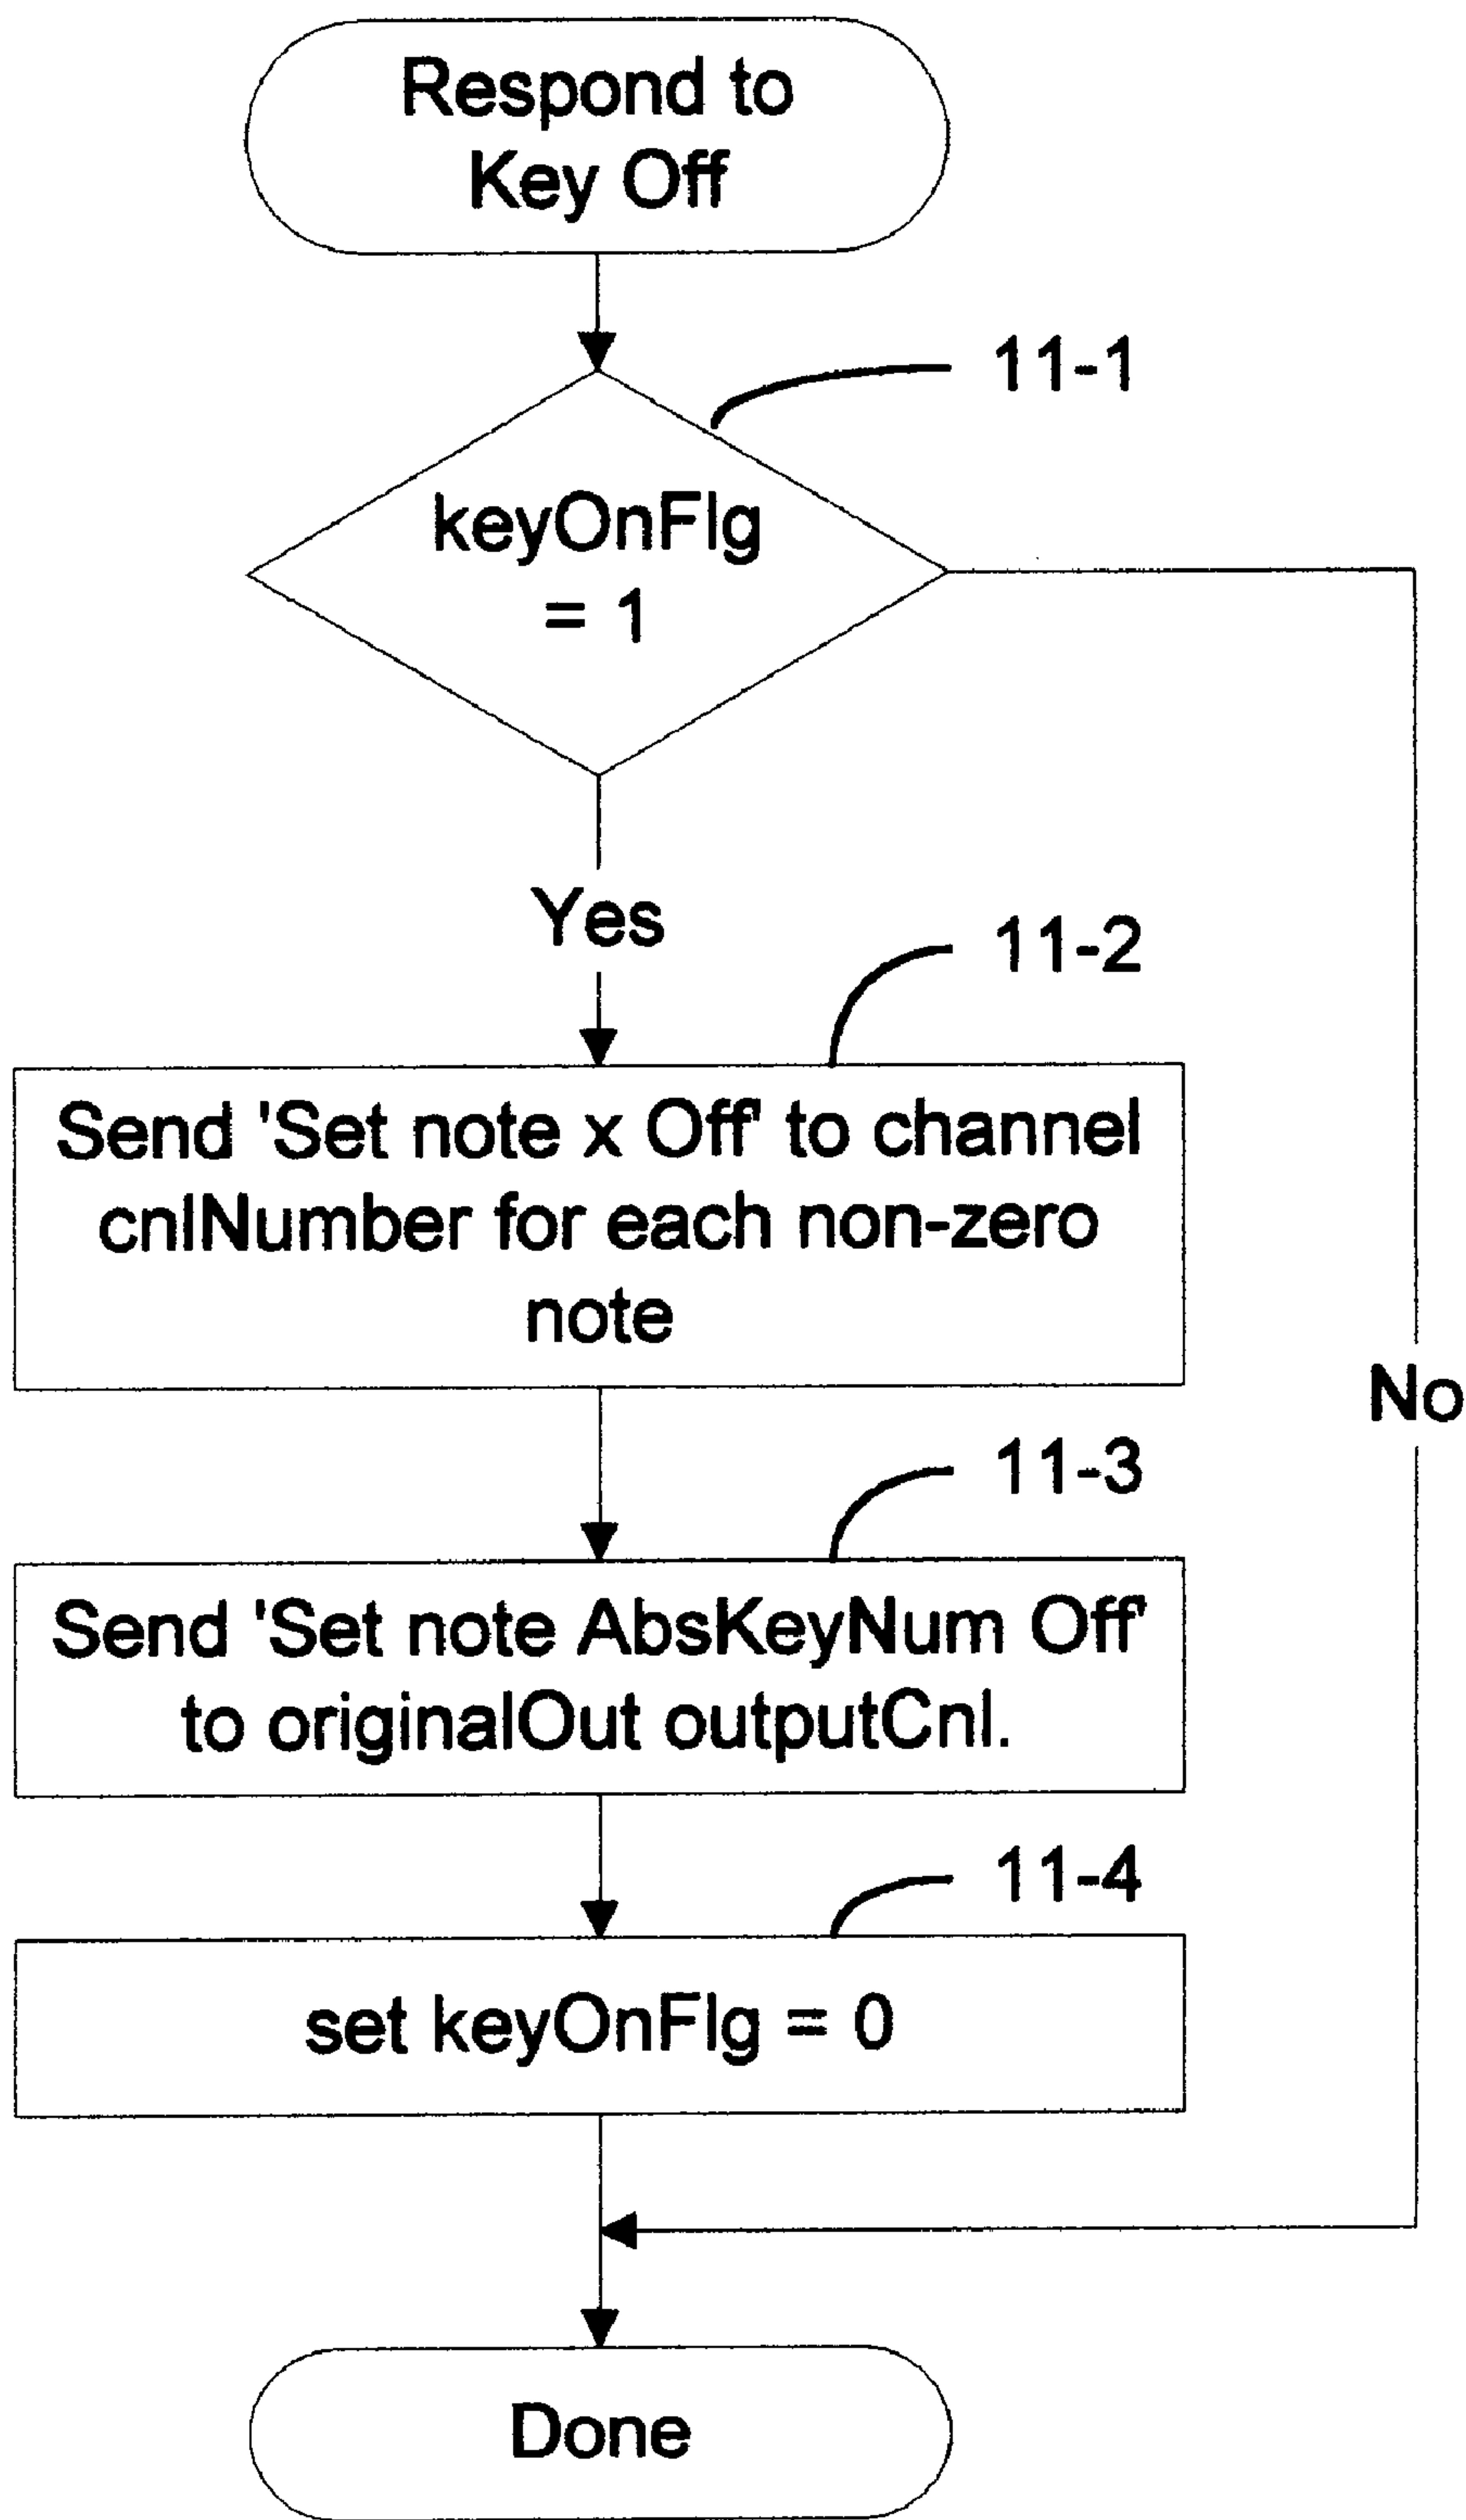 Respond to
Key Off
11-1
keyOnFlg
= 1
Yes
11-2
Send 'Set note x Off' to channel
cnlNumber for each non-zero
note
No
11-3
Send 'Set note AbsKeyNum Off'
to originalOut outputCnl.
11-4
set keyOnFlg = 0
Done